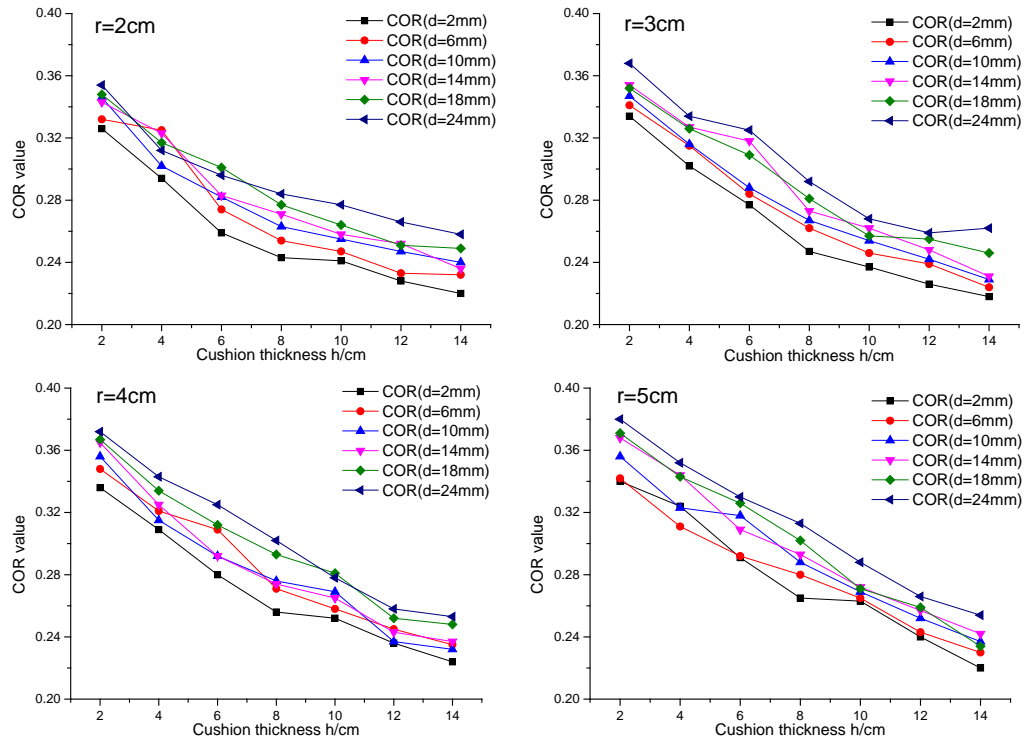 r=2cm
COR(d=2mm)
COR(d=6mm)
COR(d=10mm)
COR(d=14mm)
COR(d=18mm)
COR(d=24mm)
0.40
0.36
0.32
0.28
0.24
0.20
COR value
2 4 6 8 10 12 14
Cushion thickness h/cm
r=3cm
COR(d=2mm)
COR(d=6mm)
COR(d=10mm)
COR(d=14mm)
COR(d=18mm)
COR(d=24mm)
0.40
0.36
0.32
0.28
0.24
0.20
COR value
2 4 6 8 10 12 14
Cushion thickness h/cm
r=4cm
COR(d=2mm)
COR(d=6mm)
COR(d=10mm)
COR(d=14mm)
COR(d=18mm)
COR(d=24mm)
0.40
0.36
0.32
0.28
0.24
0.20
COR value
2 4 6 8 10 12 14
Cushion thickness h/cm
r=5cm
COR(d=2mm)
COR(d=6mm)
COR(d=10mm)
COR(d=14mm)
COR(d=18mm)
COR(d=24mm)
0.40
0.36
0.32
0.28
0.24
0.20
COR value
2 4 6 8 10 12 14
Cushion thickness h/cm